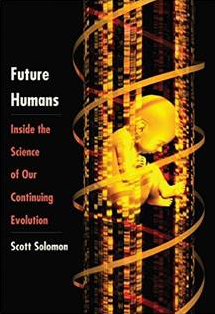 Future
Humans
Inside the
Science
of Our
Continuing
Evolution
Scott Solomon